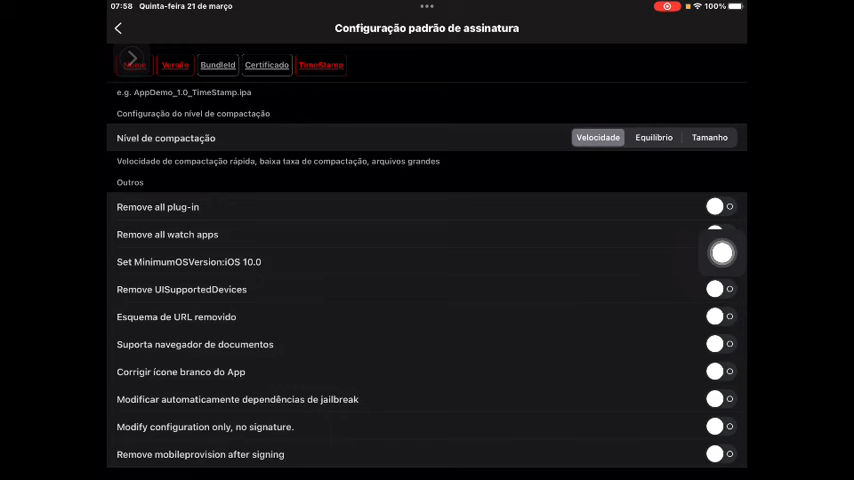 07:58 Quinta-feira 21 de março
100%
Configuração padrão de assinatura
Nome Versão BundleId Certificado TimeStamp
e.g. AppDemo_1.0_TimeStamp.ipa
Configuração do nível de compactação
Nível de compactação Velocidade Equilíbrio Tamanho
Velocidade de compactação rápida, baixa taxa de compactação, arquivos grandes
Outros
Remove all plug-in
Remove all watch apps
Set MinimumOSVersion:iOS 10.0
Remove UISupportedDevices
Esquema de URL removido
Suporta navegador de documentos
Corrigir ícone branco do App
Modificar automaticamente dependências de jailbreak
Modify configuration only, no signature.
Remove mobileprovision after signing